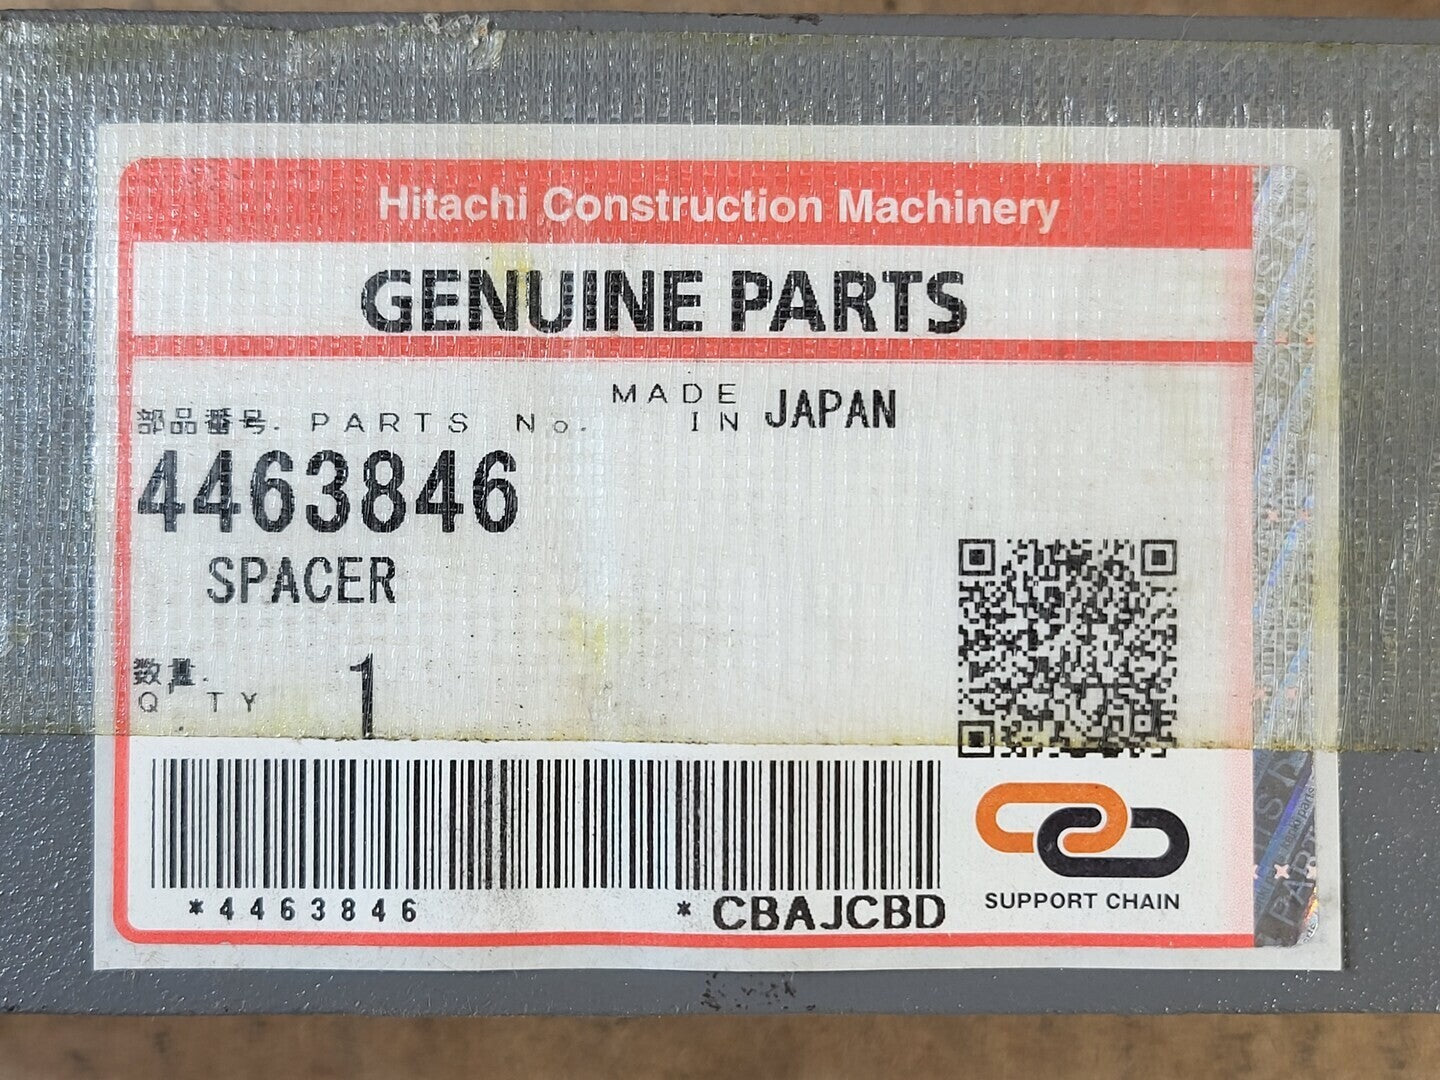 Hitachi Construction Machinery
GENUINE PARTS
MADE IN JAPAN
部品番号. PARTS No.
4463846
SPACER
数量. 1
Q'TY
*4463846 * CBAJCBD
SUPPORT CHAIN